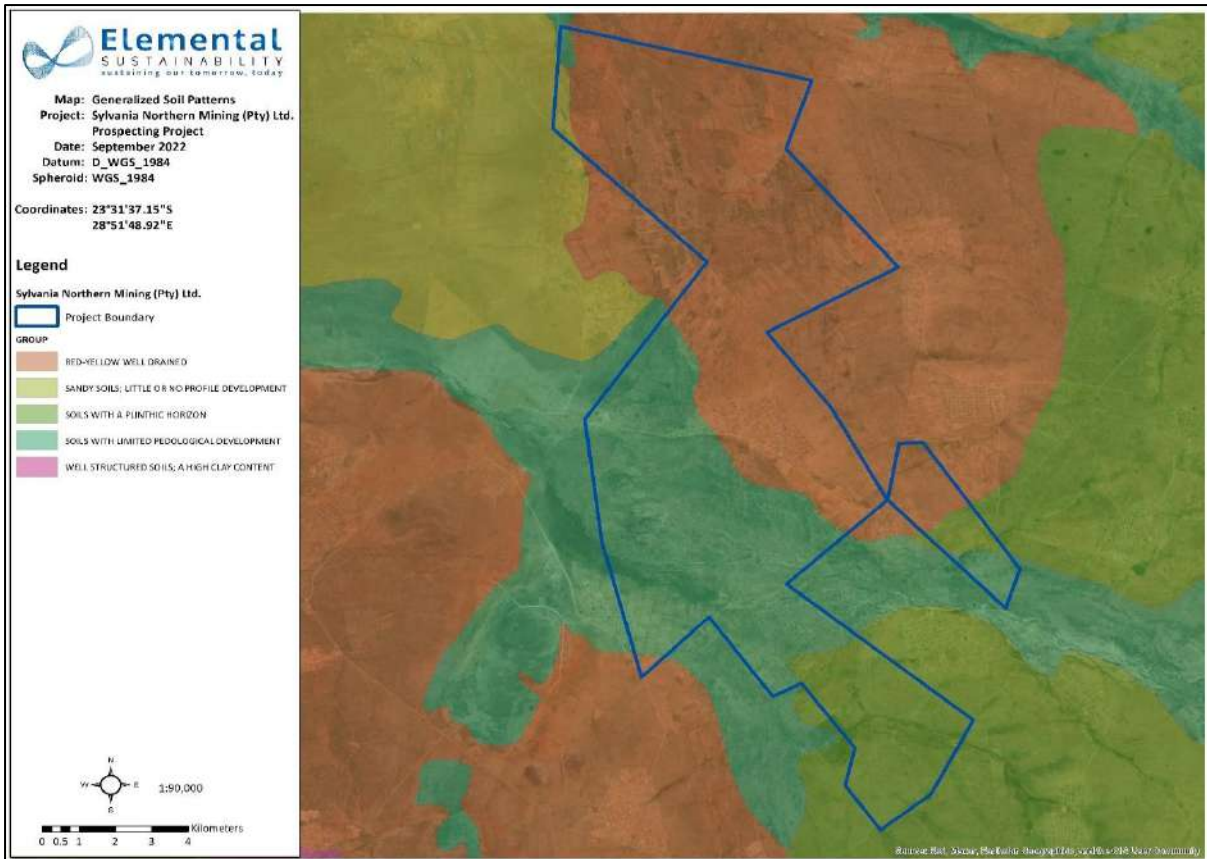 Elemental
SUSTAINABILITY
sustaining our tomorrow, today
Map: Generalized Soil Patterns
Project: Sylvania Northern Mining (Pty) Ltd.
Prospecting Project
Date: September 2022
Datum: D_WGS_1984
Spheroid: WGS_1984
Coordinates: 23°31'37.15"S
28°51'48.92"E
Legend
Sylvania Northern Mining (Pty) Ltd.
Project Boundary
GROUP
RED-YELLOW WELL DRAINED
SANDY SOILS; LITTLE OR NO PROFILE DEVELOPMENT
SOILS WITH A PLINTHIC HORIZON
SOILS WITH LIMITED PEDOLOGICAL DEVELOPMENT
WELL STRUCTURED SOILS; A HIGH CLAY CONTENT
N
W E
S
1:90,000
Kilometers
0 0.5 1 2 3 4
User Community